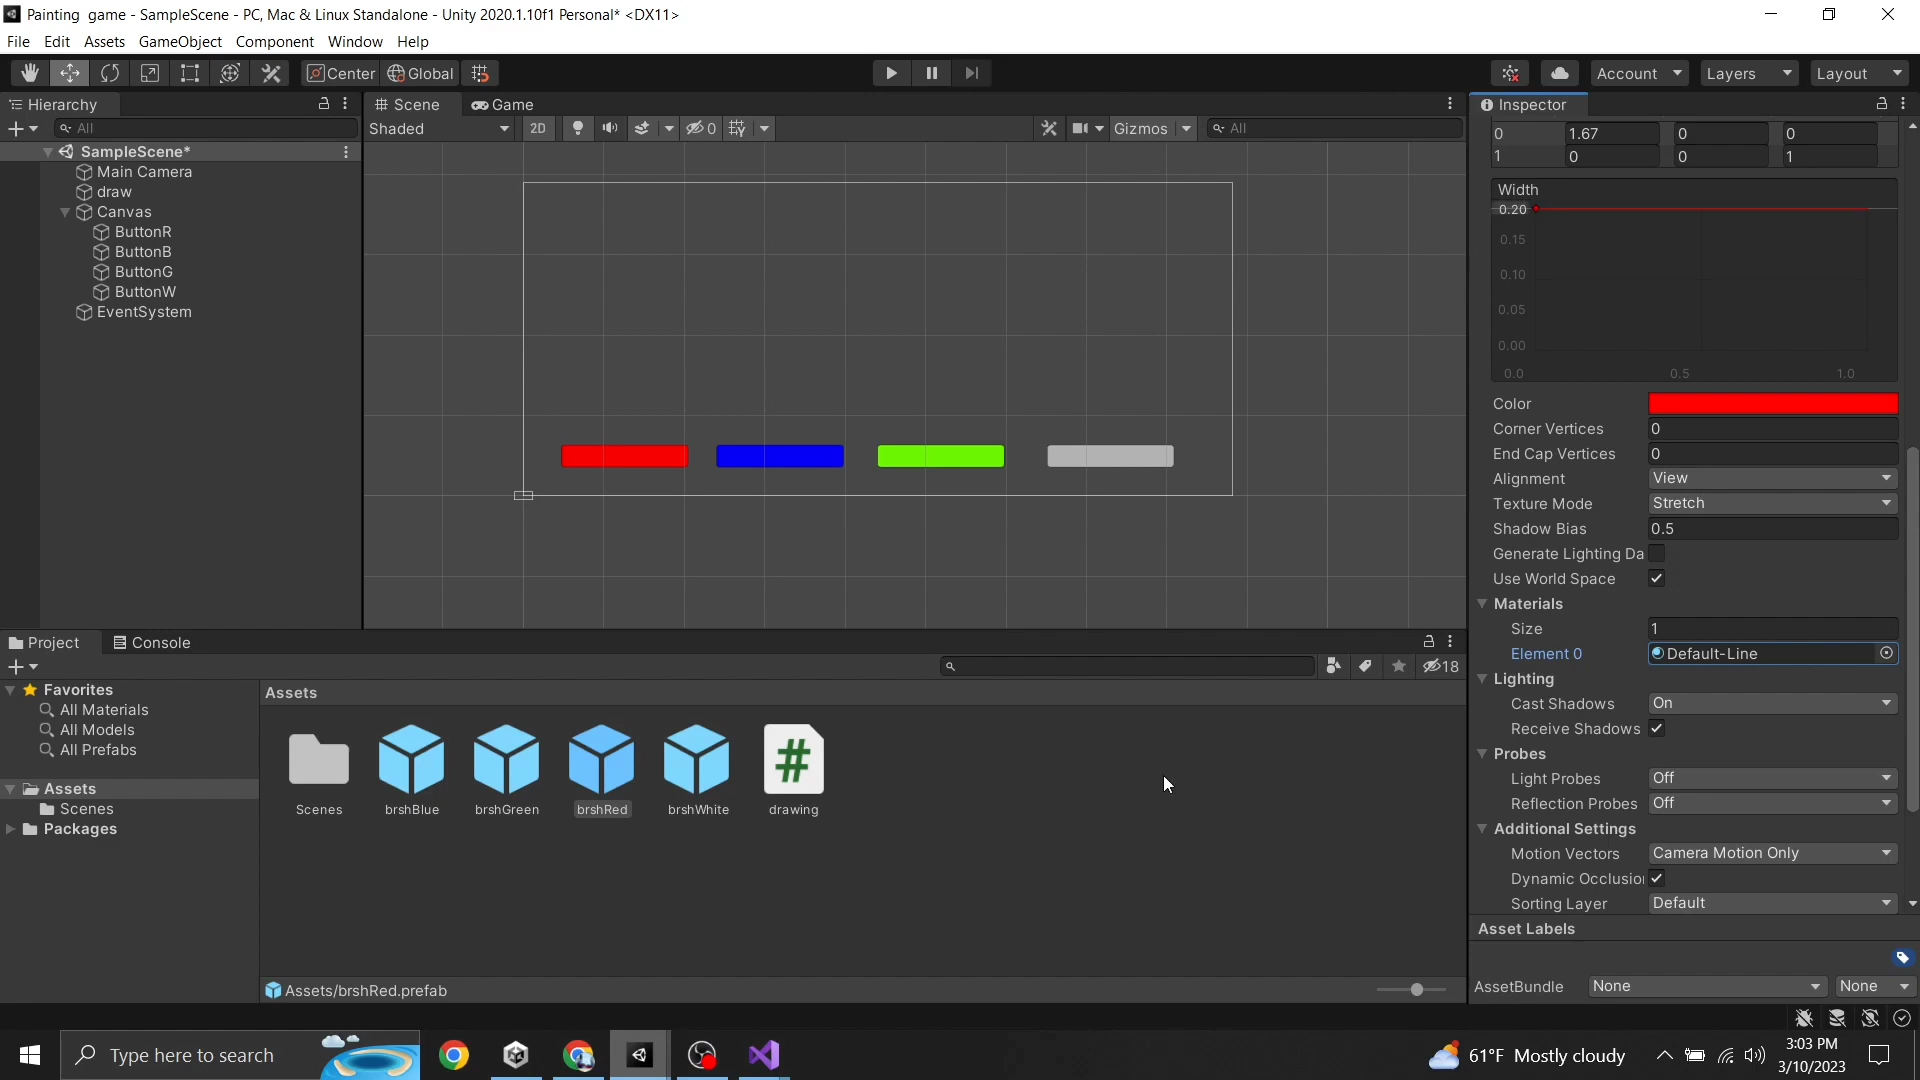 Painting game - SampleScene - PC, Mac & Linux Standalone - Unity 2020.1.10f1 Personal* <DX11>
File Edit Assets GameObject Component Window Help
Center Global Account Layers Layout
Hierarchy
All
SampleScene*
Main Camera
draw
Canvas
ButtonR
ButtonB
ButtonG
ButtonW
EventSystem
Scene Game
Shaded 2D 0 Gizmos All
Inspector
0 1.67 0 0
1 0 0 1
Width
0.20
0.15
0.10
0.05
0.00
0.0 0.5 1.0
Color
Corner Vertices 0
End Cap Vertices 0
Alignment View
Texture Mode Stretch
Shadow Bias 0.5
Generate Lighting Da
Use World Space
Materials
Size 1
Element 0 Default-Line
Lighting
Cast Shadows On
Receive Shadows
Probes
Light Probes Off
Reflection Probes Off
Additional Settings
Motion Vectors Camera Motion Only
Dynamic Occlusio
Sorting Layer Default
Asset Labels
AssetBundle None None
Project Console
18
Favorites
All Materials
All Models
All Prefabs
Assets
Scenes
Packages
Assets
Scenes brshBlue brshGreen brshRed brshWhite # drawing
Assets/brshRed.prefab
Type here to search
61°F Mostly cloudy
3:03 PM
3/10/2023